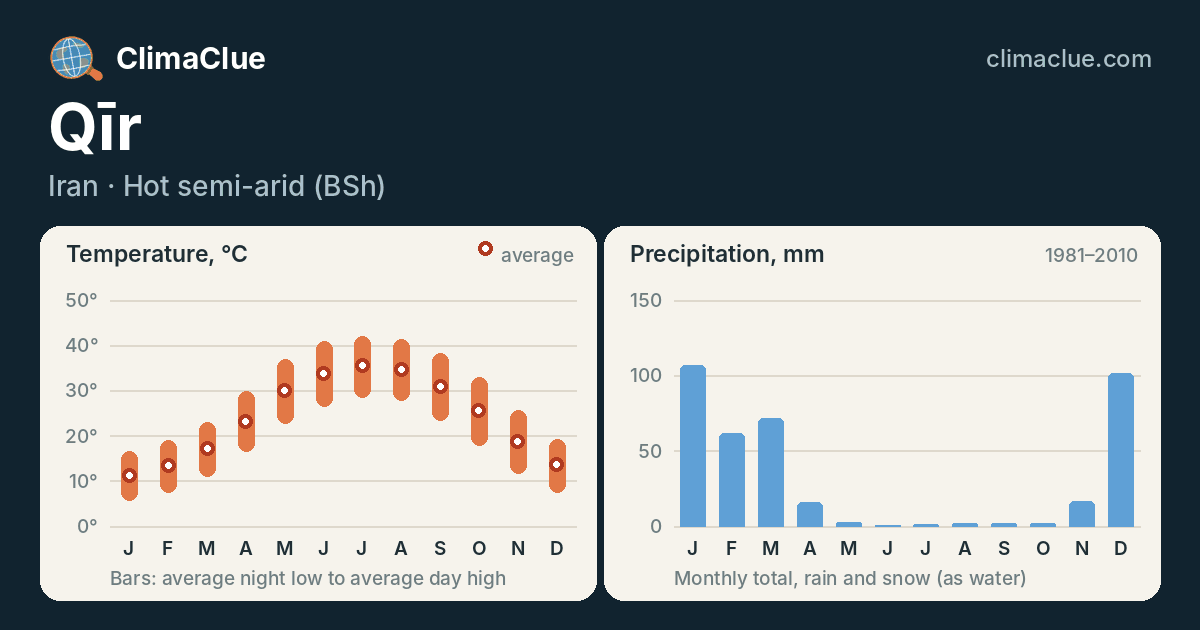 ClimaClue
climaclue.com
Qīr
Iran · Hot semi-arid (BSh)
Temperature, °C
average
50°
40°
30°
20°
10°
0°
J F M A M J J A S O N D
Bars: average night low to average day high
Precipitation, mm
1981–2010
150
100
50
0
J F M A M J J A S O N D
Monthly total, rain and snow (as water)